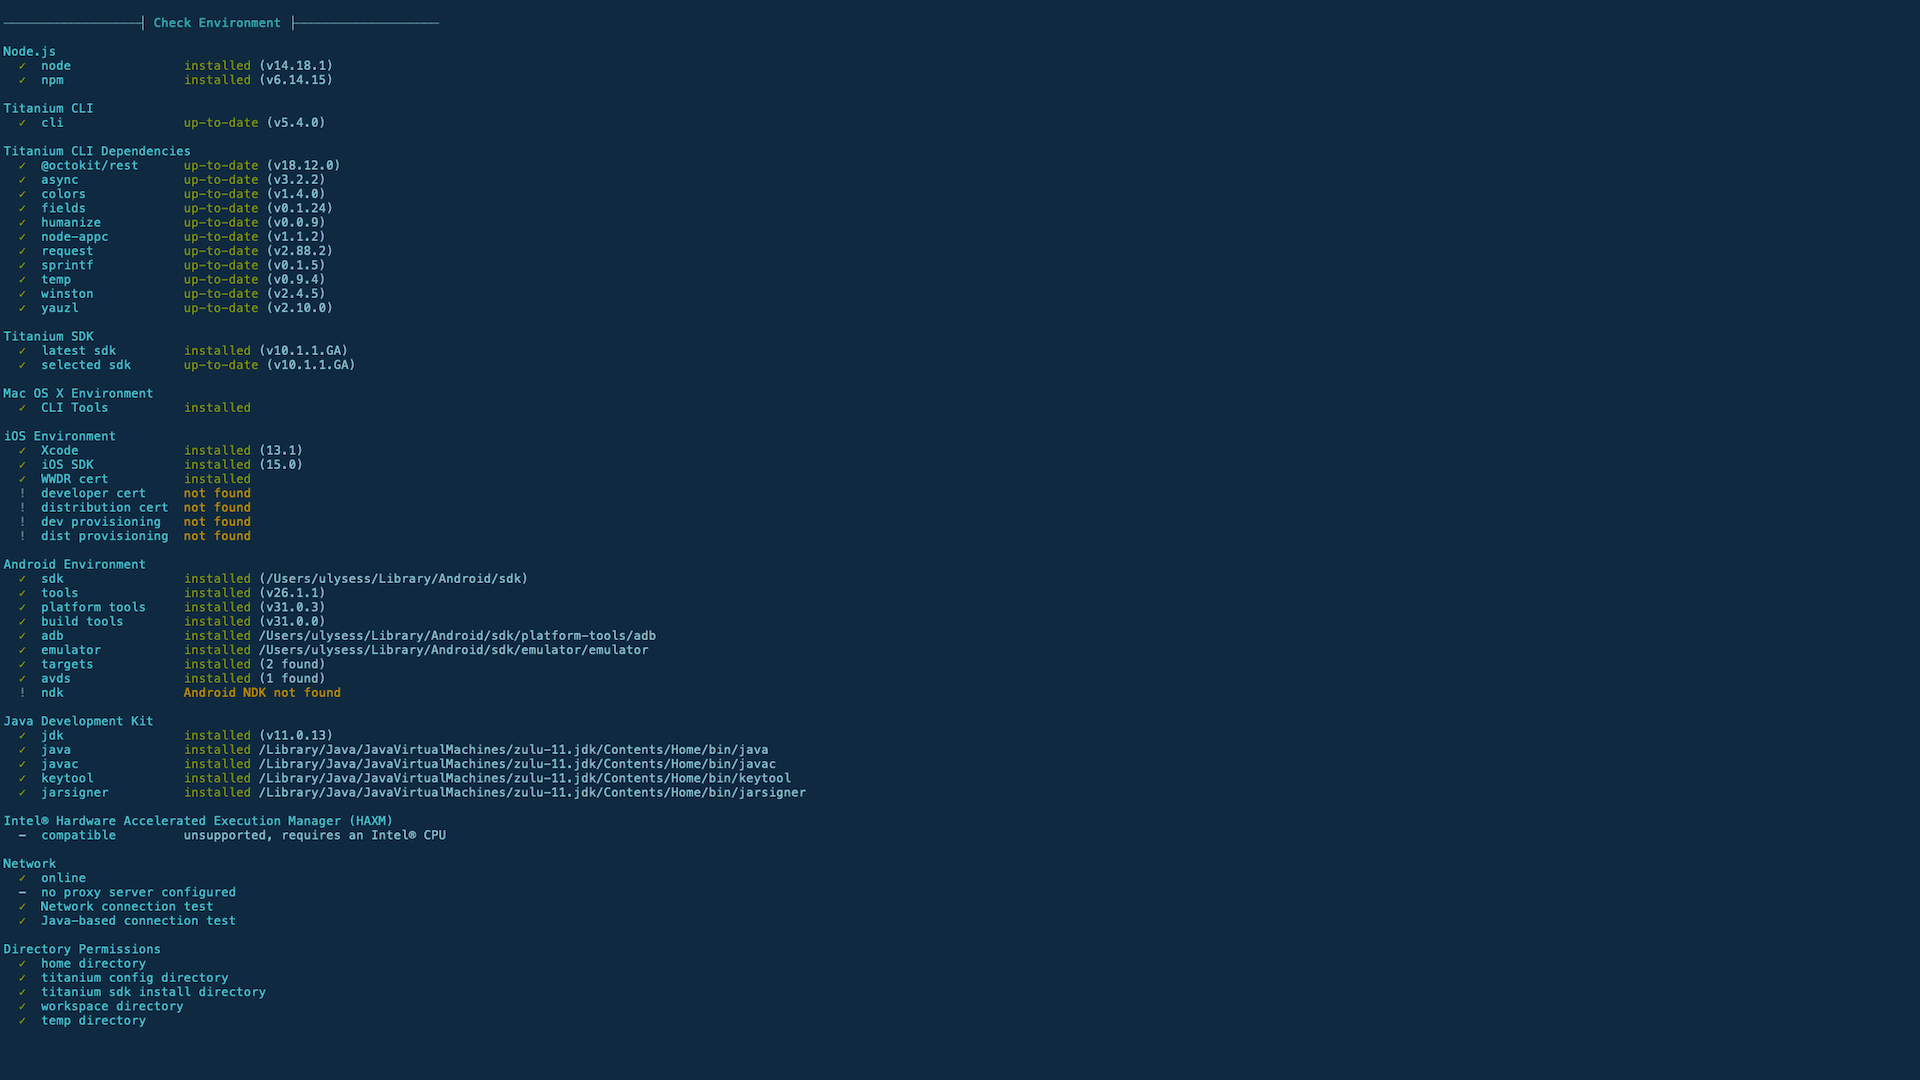 Check Environment
Node.js
✓ node installed (v14.18.1)
✓ npm installed (v6.14.15)
Titanium CLI
✓ cli up-to-date (v5.4.0)
Titanium CLI Dependencies
✓ @octokit/rest up-to-date (v18.12.0)
✓ async up-to-date (v3.2.2)
✓ colors up-to-date (v1.4.0)
✓ fields up-to-date (v0.1.24)
✓ humanize up-to-date (v0.0.9)
✓ node-appc up-to-date (v1.1.2)
✓ request up-to-date (v2.88.2)
✓ sprintf up-to-date (v0.1.5)
✓ temp up-to-date (v0.9.4)
✓ winston up-to-date (v2.4.5)
✓ yauzl up-to-date (v2.10.0)
Titanium SDK
✓ latest sdk installed (v10.1.1.GA)
✓ selected sdk up-to-date (v10.1.1.GA)
Mac OS X Environment
✓ CLI Tools installed
iOS Environment
✓ Xcode installed (13.1)
✓ iOS SDK installed (15.0)
✓ WWDR cert installed
! developer cert not found
! distribution cert not found
! dev provisioning not found
! dist provisioning not found
Android Environment
✓ sdk installed (/Users/ulysess/Library/Android/sdk)
✓ tools installed (v26.1.1)
✓ platform tools installed (v31.0.3)
✓ build tools installed (v31.0.0)
✓ adb installed /Users/ulysess/Library/Android/sdk/platform-tools/adb
✓ emulator installed /Users/ulysess/Library/Android/sdk/emulator/emulator
✓ targets installed (2 found)
✓ avds installed (1 found)
! ndk Android NDK not found
Java Development Kit
✓ jdk installed (v11.0.13)
✓ java installed /Library/Java/JavaVirtualMachines/zulu-11.jdk/Contents/Home/bin/java
✓ javac installed /Library/Java/JavaVirtualMachines/zulu-11.jdk/Contents/Home/bin/javac
✓ keytool installed /Library/Java/JavaVirtualMachines/zulu-11.jdk/Contents/Home/bin/keytool
✓ jarsigner installed /Library/Java/JavaVirtualMachines/zulu-11.jdk/Contents/Home/bin/jarsigner
Intel® Hardware Accelerated Execution Manager (HAXM)
– compatible unsupported, requires an Intel® CPU
Network
✓ online
– no proxy server configured
✓ Network connection test
✓ Java-based connection test
Directory Permissions
✓ home directory
✓ titanium config directory
✓ titanium sdk install directory
✓ workspace directory
✓ temp directory